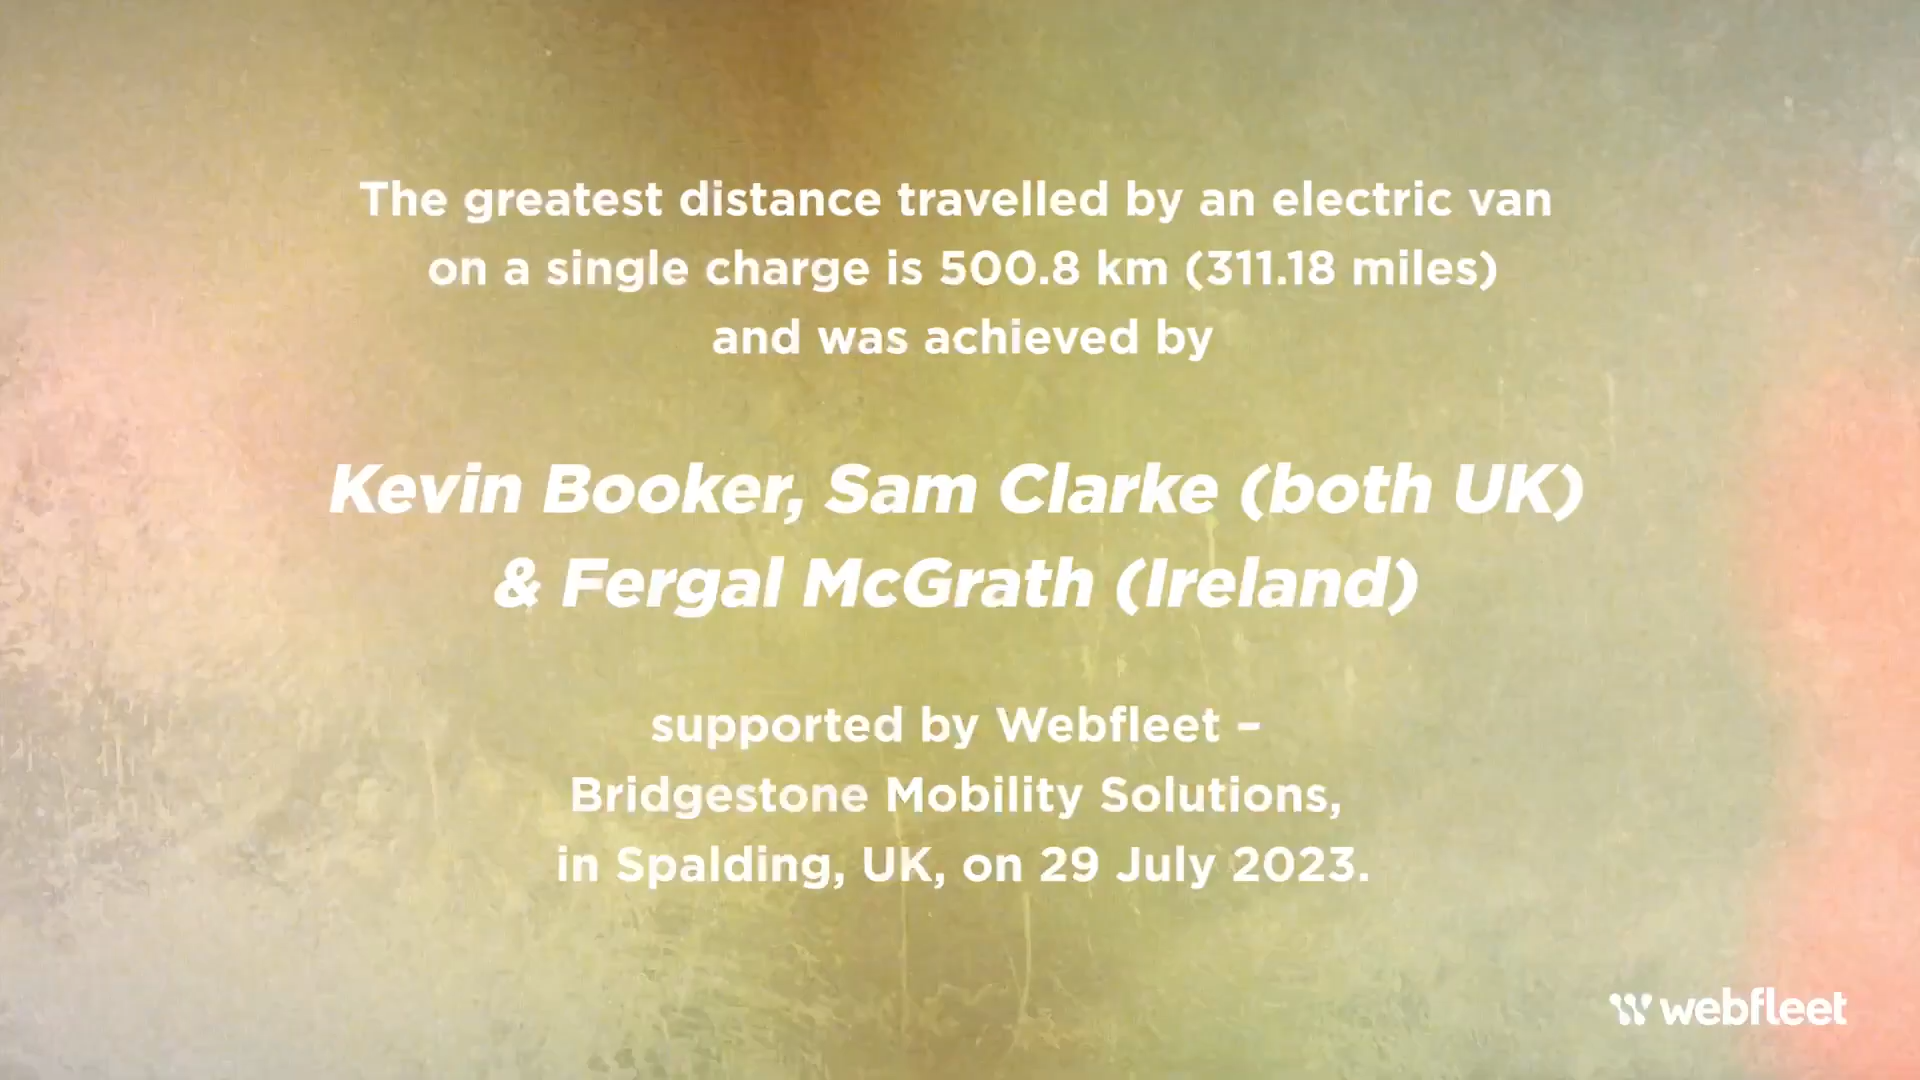 The greatest distance travelled by an electric van
on a single charge is 500.8 km (311.18 miles)
and was achieved by
Kevin Booker, Sam Clarke (both UK)
& Fergal McGrath (Ireland)
supported by Webfleet –
Bridgestone Mobility Solutions,
in Spalding, UK, on 29 July 2023.
webfleet